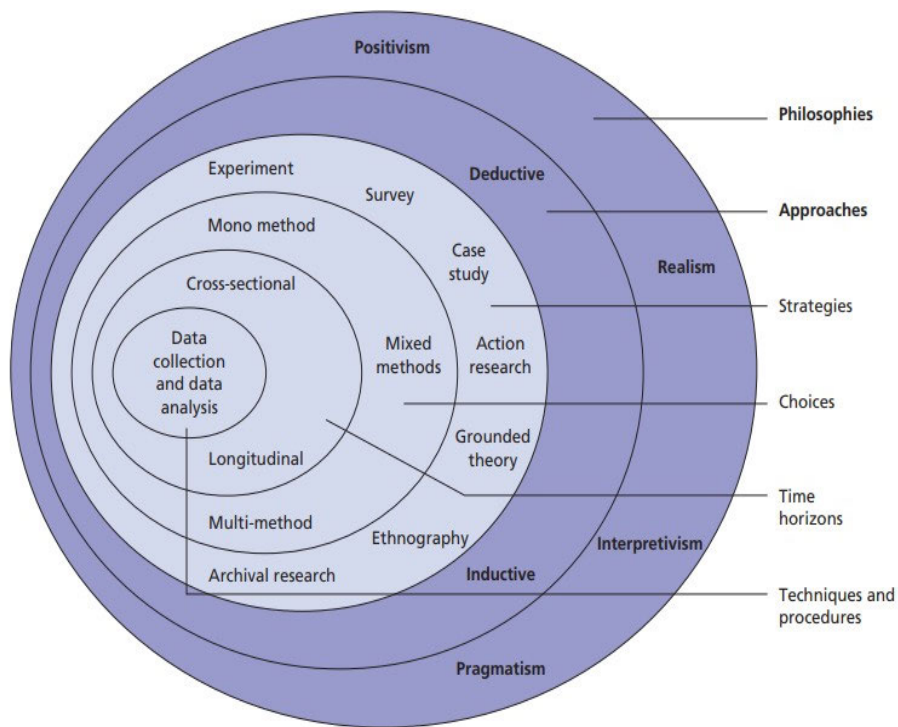 Positivism
Philosophies
Experiment
Deductive
Survey
Approaches
Mono method
Case
study
Realism
Cross-sectional
Strategies
Data
collection
and data
analysis
Mixed
methods
Action
research
Choices
Grounded
theory
Longitudinal
Time
horizons
Multi-method
Ethnography
Interpretivism
Archival research
Inductive
Techniques and
procedures
Pragmatism